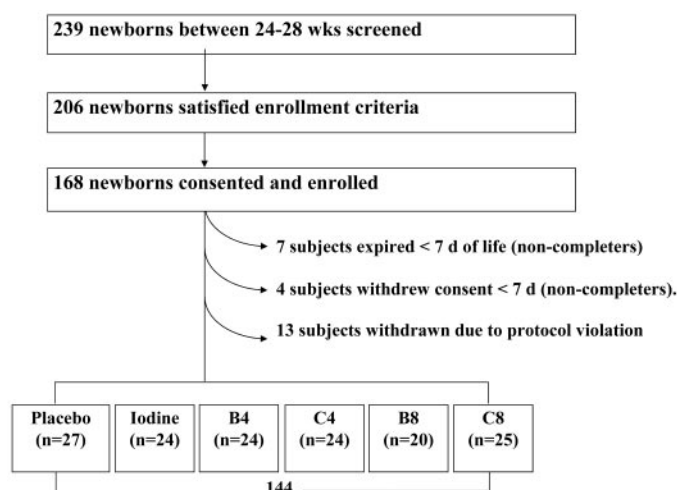 239 newborns between 24-28 wks screened
206 newborns satisfied enrollment criteria
168 newborns consented and enrolled
7 subjects expired < 7 d of life (non-completers)
4 subjects withdrew consent < 7 d (non-completers).
13 subjects withdrawn due to protocol violation
Placebo Iodine B4 C4 B8 C8
(n=27) (n=24) (n=24) (n=24) (n=20) (n=25)
144